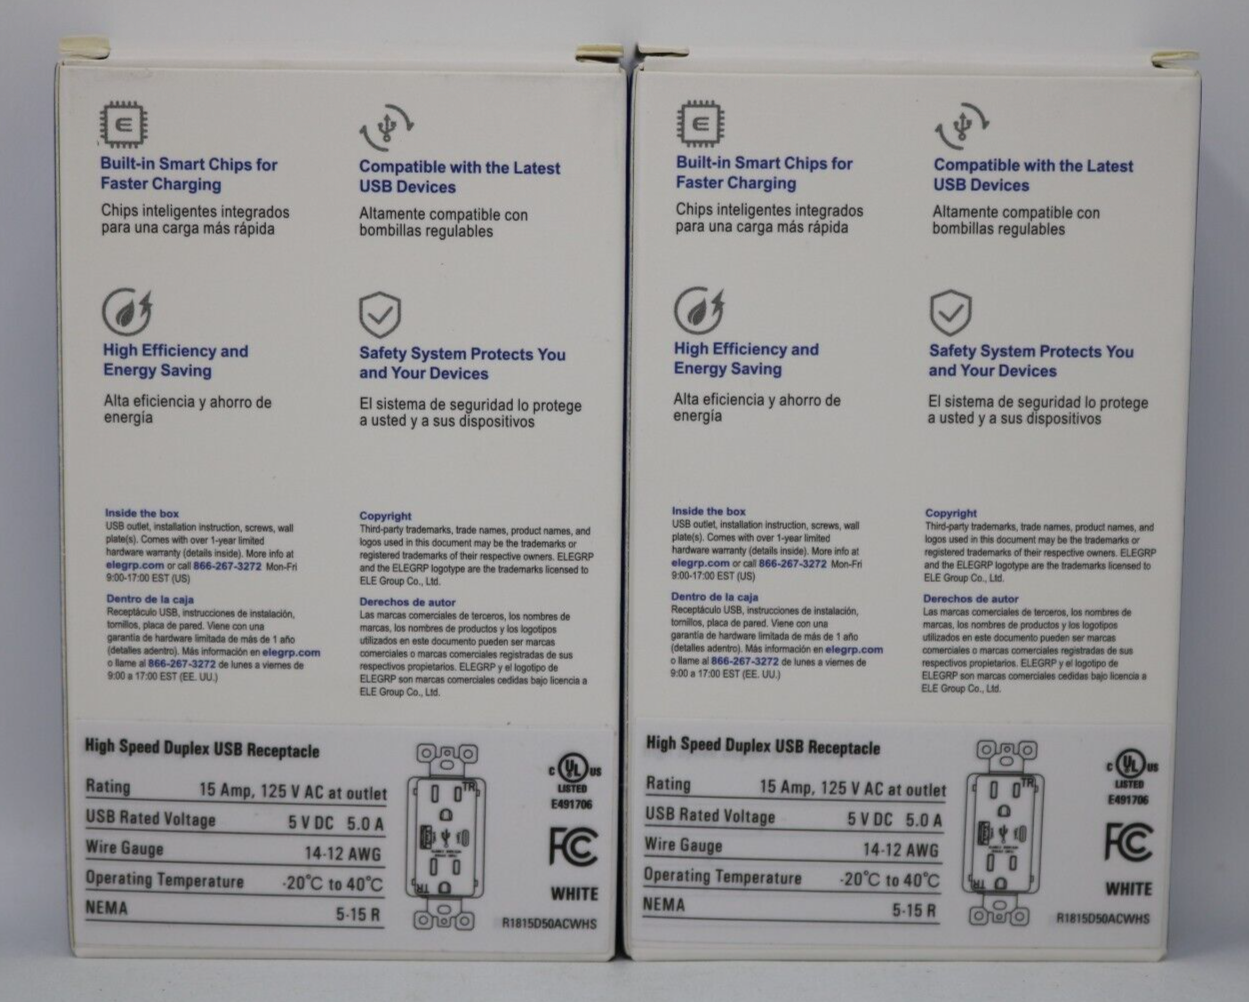 Built-in Smart Chips for
Faster Charging
Chips inteligentes integrados
para una carga más rápida
Compatible with the Latest
USB Devices
Altamente compatible con
bombillas regulables
High Efficiency and
Energy Saving
Alta eficiencia y ahorro de
energía
Safety System Protects You
and Your Devices
El sistema de seguridad lo protege
a usted y a sus dispositivos
Inside the box
USB outlet, installation instruction, screws, wall
plate(s). Comes with over 1-year limited
hardware warranty (details inside). More info at
elegrp.com or call 866-267-3272 Mon-Fri
9:00-17:00 EST (US)
Dentro de la caja
Receptáculo USB, instrucciones de instalación,
tornillos, placa de pared. Viene con una
garantía de hardware limitada de más de 1 año
(detalles adentro). Más información en elegrp.com
o llame al 866-267-3272 de lunes a viernes de
9:00 a 17:00 EST (EE. UU.)
Copyright
Third-party trademarks, trade names, product names, and
logos used in this document may be the trademarks or
registered trademarks of their respective owners. ELEGRP
and the ELEGRP logotype are the trademarks licensed to
ELE Group Co., Ltd.
Derechos de autor
Las marcas comerciales de terceros, los nombres de
marcas, los nombres de productos y los logotipos
utilizados en este documento pueden ser marcas
comerciales o marcas comerciales registradas de sus
respectivos propietarios. ELEGRP y el logotipo de
ELEGRP son marcas comerciales cedidas bajo licencia a
ELE Group Co., Ltd.
High Speed Duplex USB Receptacle
Rating 15 Amp, 125 V AC at outlet
USB Rated Voltage 5 V DC 5.0 A
Wire Gauge 14-12 AWG
Operating Temperature -20°C to 40°C
NEMA 5-15 R
TR
TR
C UL US
LISTED
E491706
FC
WHITE
R1815D50ACWHS
Built-in Smart Chips for
Faster Charging
Chips inteligentes integrados
para una carga más rápida
Compatible with the Latest
USB Devices
Altamente compatible con
bombillas regulables
High Efficiency and
Energy Saving
Alta eficiencia y ahorro de
energía
Safety System Protects You
and Your Devices
El sistema de seguridad lo protege
a usted y a sus dispositivos
Inside the box
USB outlet, installation instruction, screws, wall
plate(s). Comes with over 1-year limited
hardware warranty (details inside). More info at
elegrp.com or call 866-267-3272 Mon-Fri
9:00-17:00 EST (US)
Dentro de la caja
Receptáculo USB, instrucciones de instalación,
tornillos, placa de pared. Viene con una
garantía de hardware limitada de más de 1 año
(detalles adentro). Más información en elegrp.com
o llame al 866-267-3272 de lunes a viernes de
9:00 a 17:00 EST (EE. UU.)
Copyright
Third-party trademarks, trade names, product names, and
logos used in this document may be the trademarks or
registered trademarks of their respective owners. ELEGRP
and the ELEGRP logotype are the trademarks licensed to
ELE Group Co., Ltd.
Derechos de autor
Las marcas comerciales de terceros, los nombres de
marcas, los nombres de productos y los logotipos
utilizados en este documento pueden ser marcas
comerciales o marcas comerciales registradas de sus
respectivos propietarios. ELEGRP y el logotipo de
ELEGRP son marcas comerciales cedidas bajo licencia a
ELE Group Co., Ltd.
High Speed Duplex USB Receptacle
Rating 15 Amp, 125 V AC at outlet
USB Rated Voltage 5 V DC 5.0 A
Wire Gauge 14-12 AWG
Operating Temperature -20°C to 40°C
NEMA 5-15 R
TR
TR
C UL US
LISTED
E491706
FC
WHITE
R1815D50ACWHS